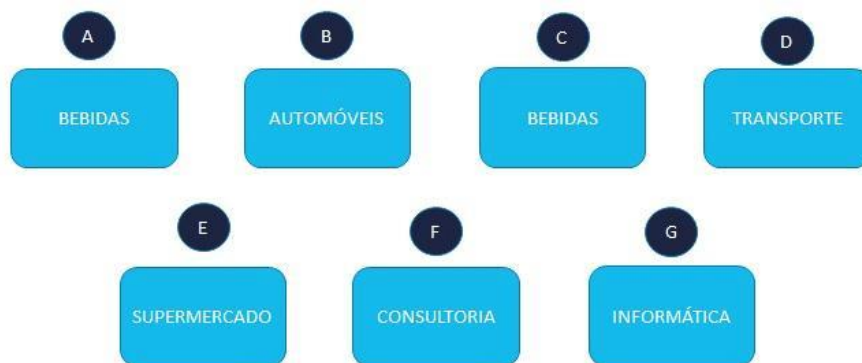 A
B
C
D
BEBIDAS
AUTOMÓVEIS
BEBIDAS
TRANSPORTE
E
F
G
SUPERMERCADO
CONSULTORIA
INFORMÁTICA